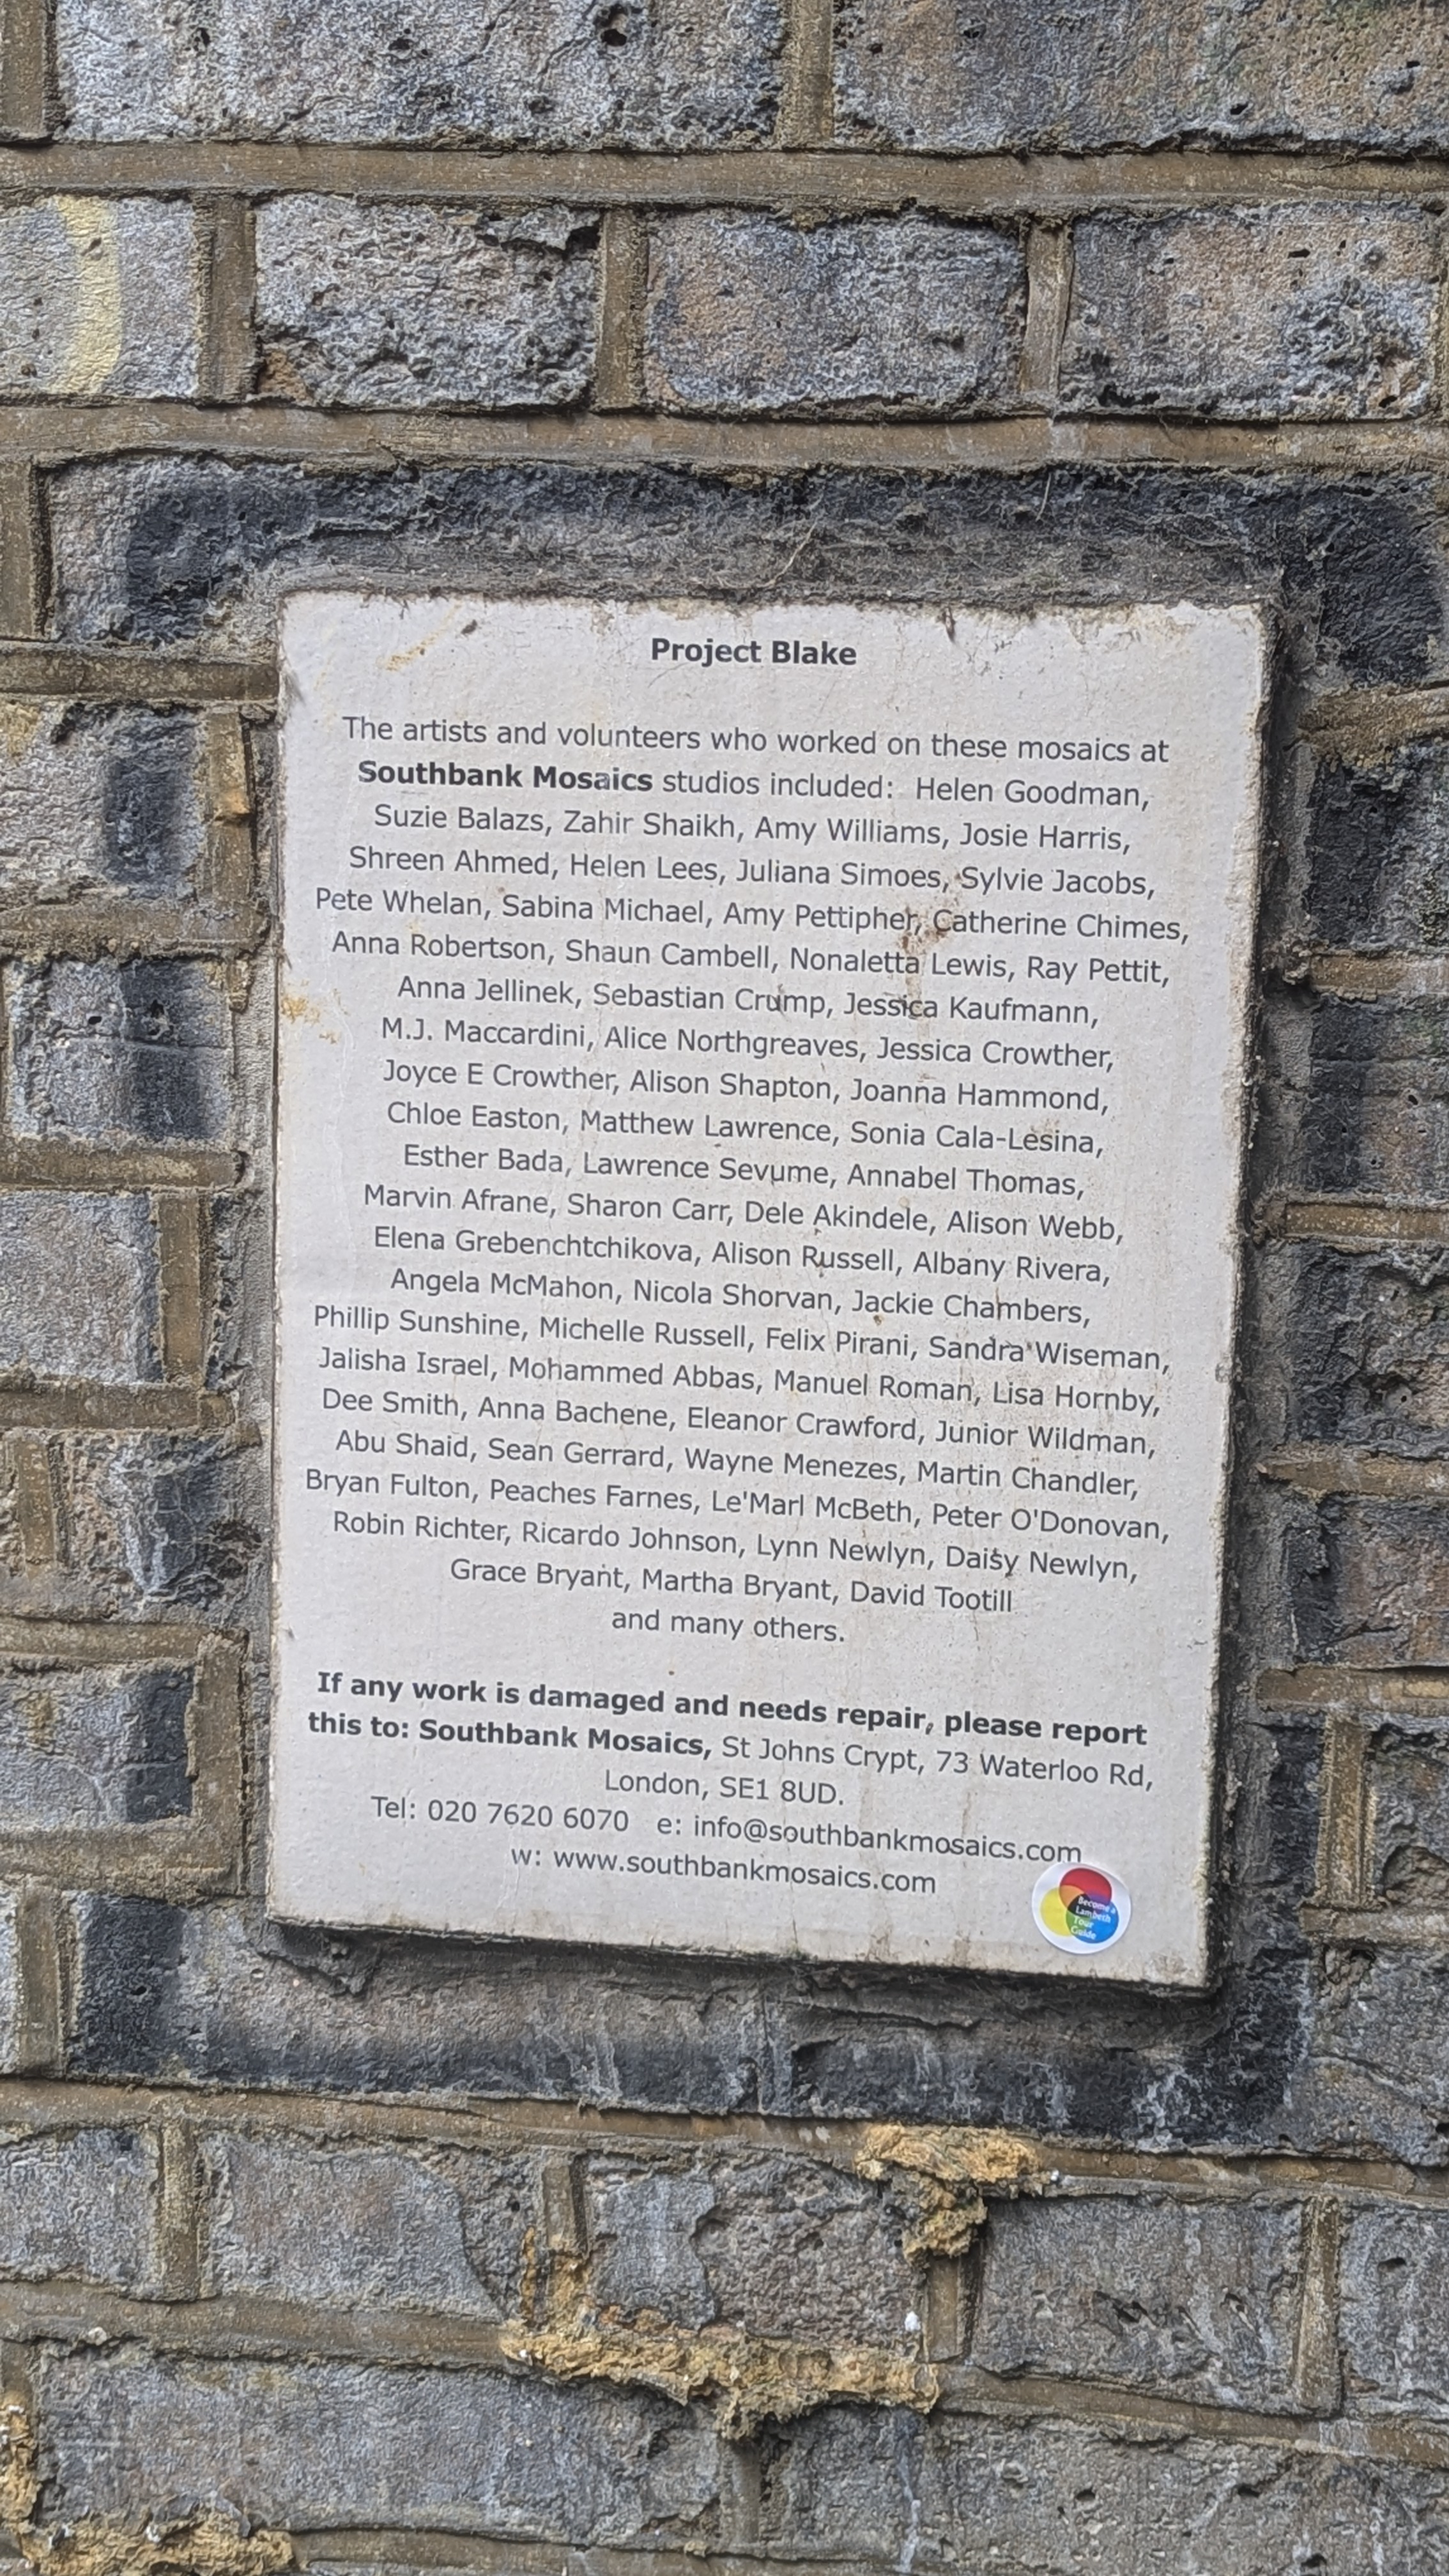 Project Blake
The artists and volunteers who worked on these mosaics at
Southbank Mosaics studios included: Helen Goodman,
Suzie Balazs, Zahir Shaikh, Amy Williams, Josie Harris,
Shreen Ahmed, Helen Lees, Juliana Simoes, Sylvie Jacobs,
Pete Whelan, Sabina Michael, Amy Pettipher, Catherine Chimes,
Anna Robertson, Shaun Cambell, Nonaletta Lewis, Ray Pettit,
Anna Jellinek, Sebastian Crump, Jessica Kaufmann,
M.J. Maccardini, Alice Northgreaves, Jessica Crowther,
Joyce E Crowther, Alison Shapton, Joanna Hammond,
Chloe Easton, Matthew Lawrence, Sonia Cala-Lesina,
Esther Bada, Lawrence Sevume, Annabel Thomas,
Marvin Afrane, Sharon Carr, Dele Akindele, Alison Webb,
Elena Grebenchtchikova, Alison Russell, Albany Rivera,
Angela McMahon, Nicola Shorvan, Jackie Chambers,
Phillip Sunshine, Michelle Russell, Felix Pirani, Sandra Wiseman,
Jalisha Israel, Mohammed Abbas, Manuel Roman, Lisa Hornby,
Dee Smith, Anna Bachene, Eleanor Crawford, Junior Wildman,
Abu Shaid, Sean Gerrard, Wayne Menezes, Martin Chandler,
Bryan Fulton, Peaches Farnes, Le'Marl McBeth, Peter O'Donovan,
Robin Richter, Ricardo Johnson, Lynn Newlyn, Daisy Newlyn,
Grace Bryant, Martha Bryant, David Tootill
and many others.
If any work is damaged and needs repair, please report
this to: Southbank Mosaics, St Johns Crypt, 73 Waterloo Rd,
London, SE1 8UD.
Tel: 020 7620 6070 e: info@southbankmosaics.com
w: www.southbankmosaics.com
Become a
Lambeth
Tour
Guide